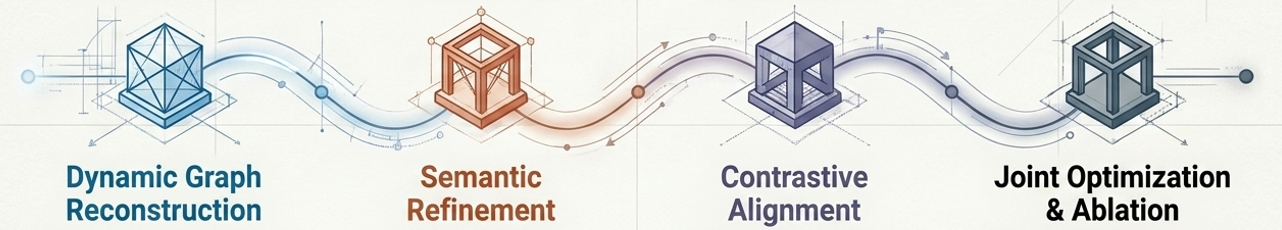 Dynamic Graph
Reconstruction
Semantic
Refinement
Contrastive
Alignment
Joint Optimization
& Ablation